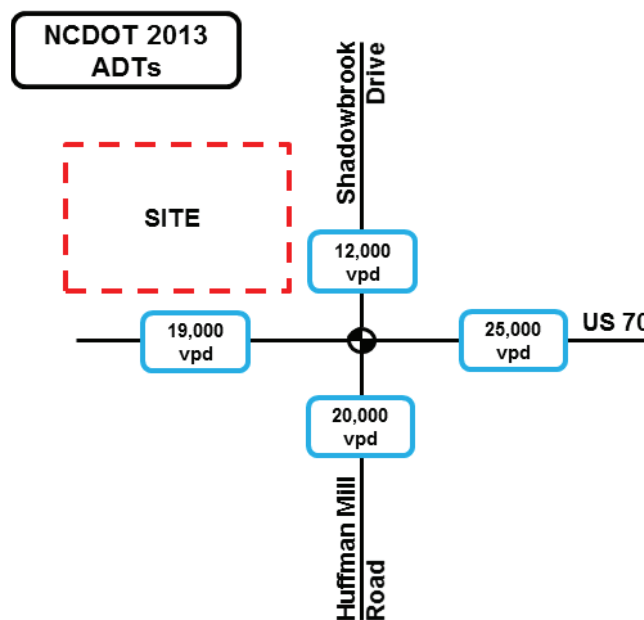 NCDOT 2013
ADTs
Shadowbrook
Drive
SITE
12,000
vpd
19,000
vpd
25,000
vpd
US 70
20,000
vpd
Huffman Mill
Road